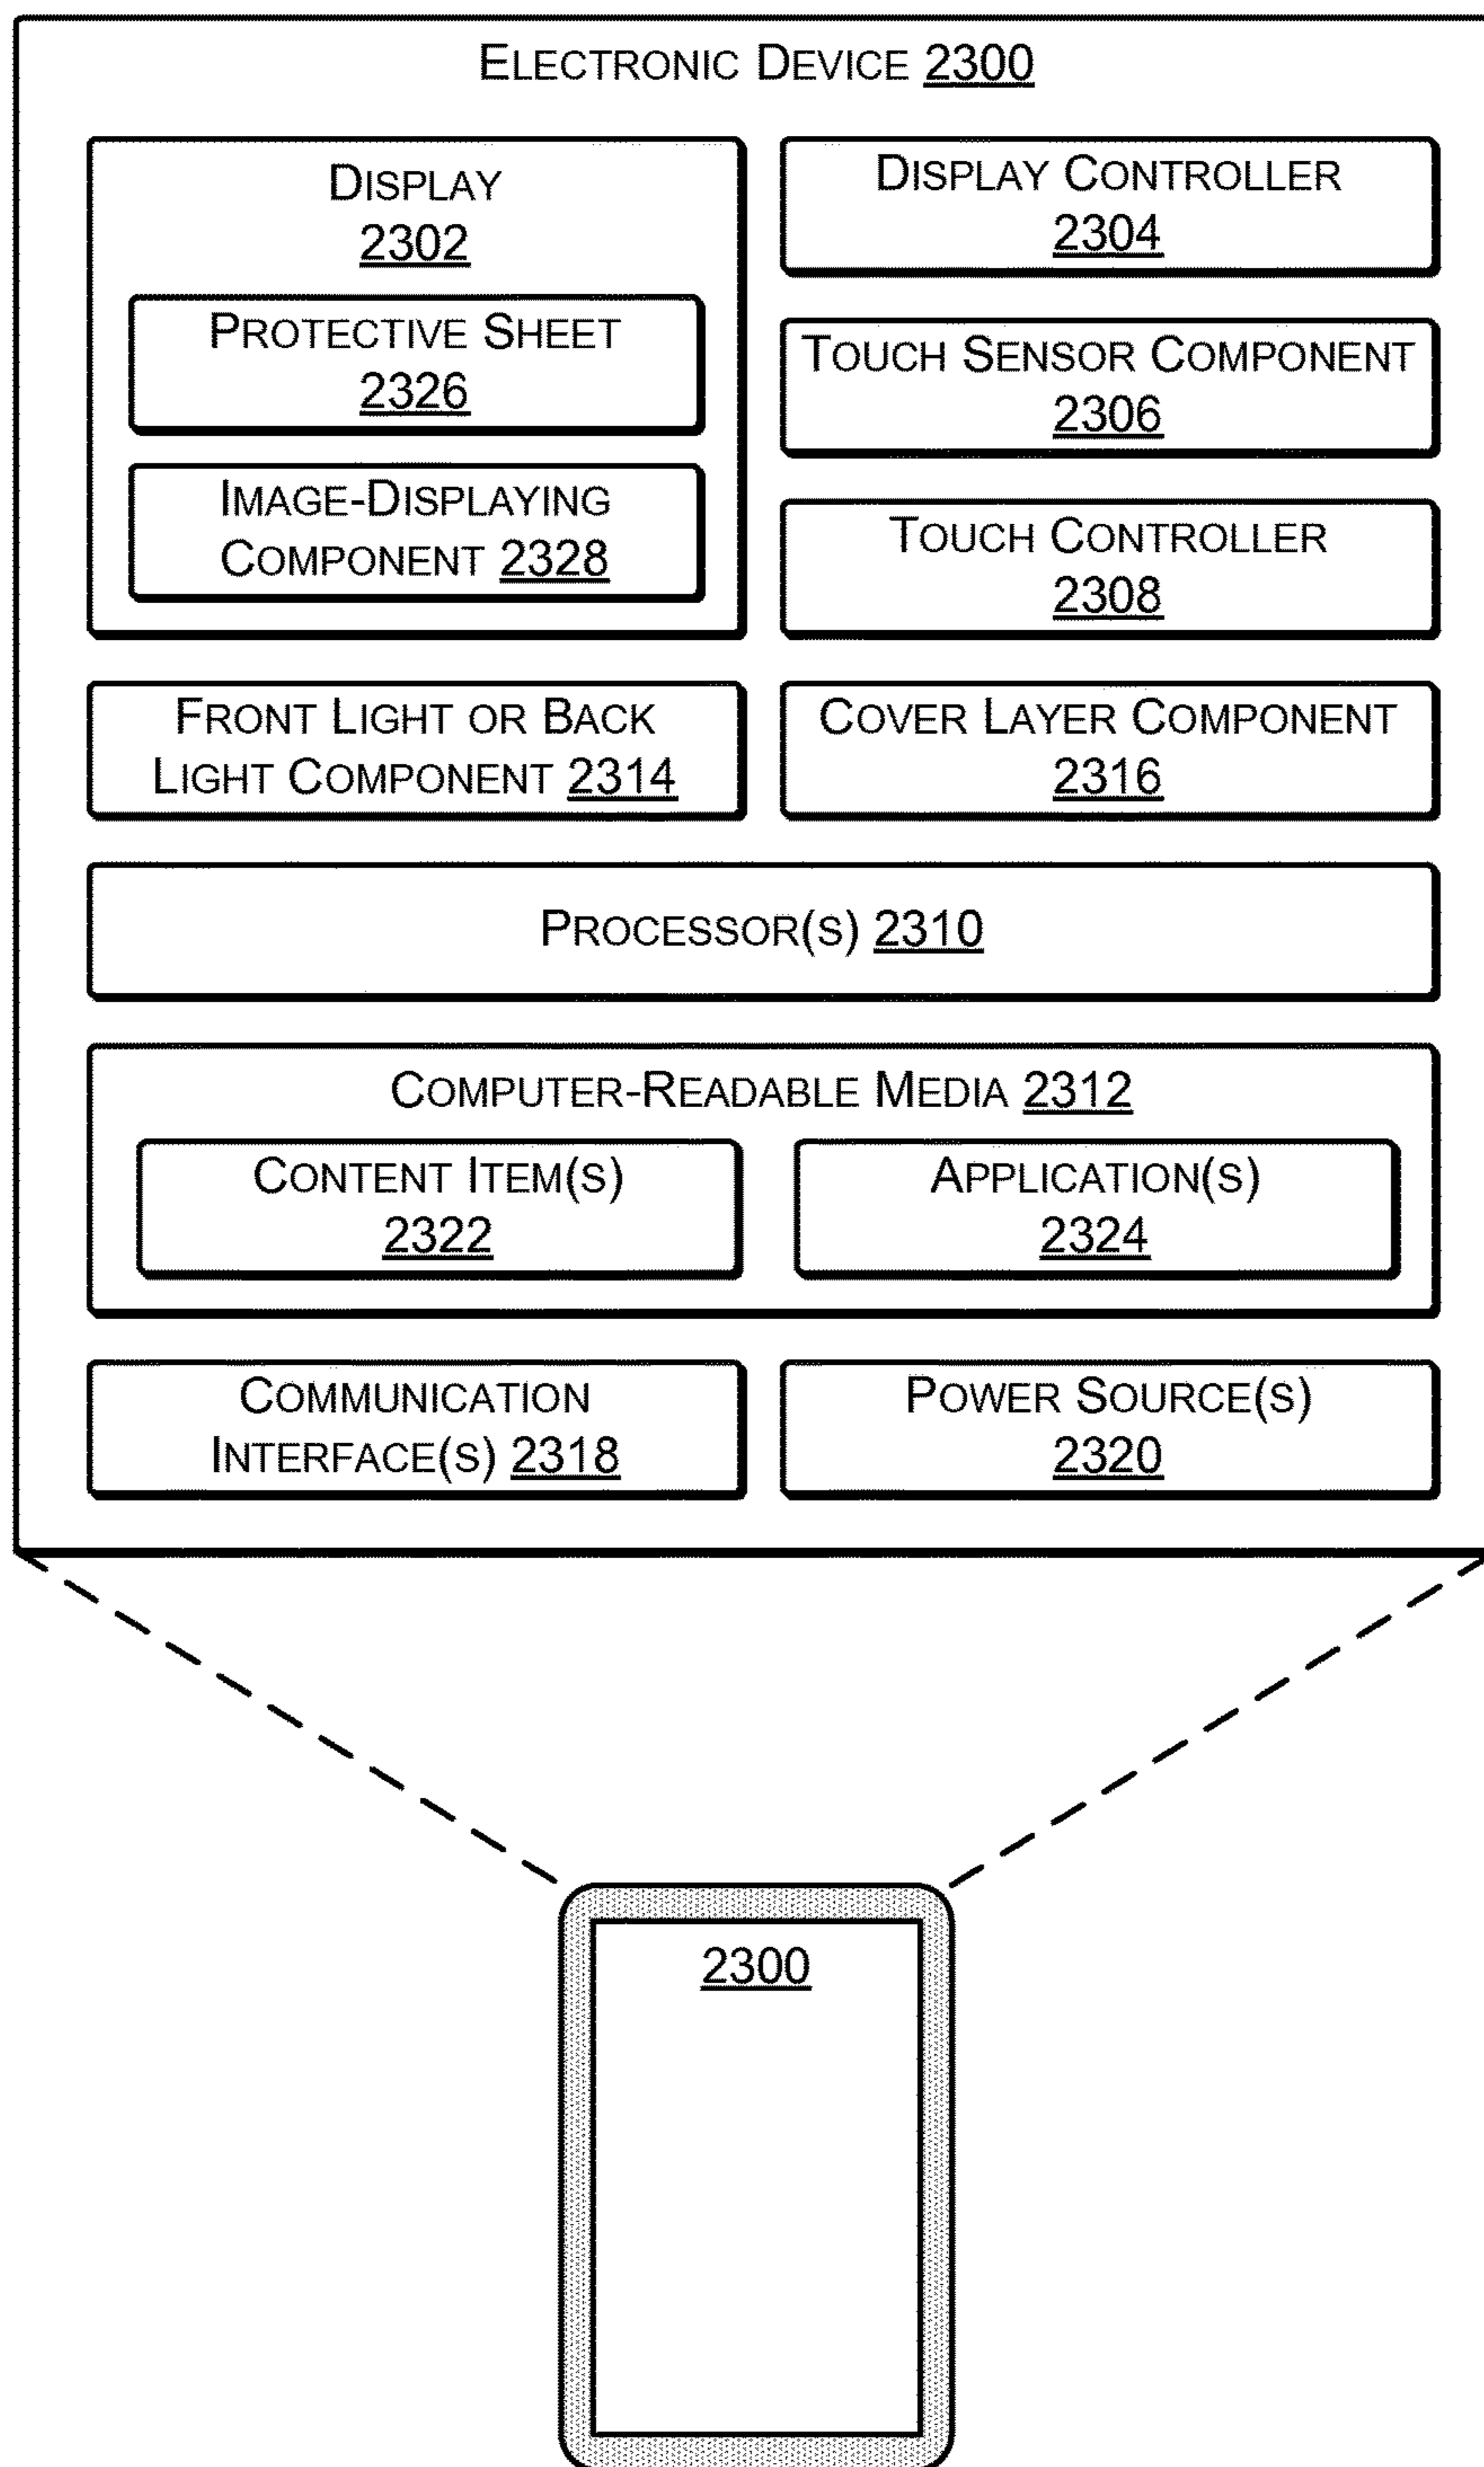 ELECTRONIC DEVICE 2300
DISPLAY
2302
PROTECTIVE SHEET
2326
IMAGE-DISPLAYING
COMPONENT 2328
DISPLAY CONTROLLER
2304
TOUCH SENSOR COMPONENT
2306
TOUCH CONTROLLER
2308
FRONT LIGHT OR BACK
LIGHT COMPONENT 2314
COVER LAYER COMPONENT
2316
PROCESSOR(S) 2310
COMPUTER-READABLE MEDIA 2312
CONTENT ITEM(S)
2322
APPLICATION(S)
2324
COMMUNICATION
INTERFACE(S) 2318
POWER SOURCE(S)
2320
2300